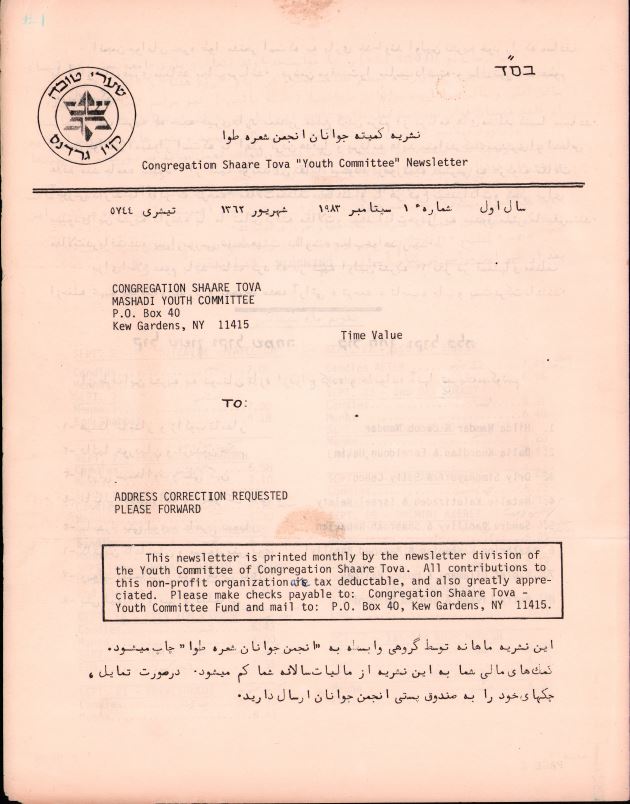 בס״ד
שערי טובה
קיו גרדנס
نشریه کمیته جوانان انجمن شعره طوا
Congregation Shaare Tova "Youth Committee" Newsletter
سال اول شماره ۱ سپتامبر ۱۹۸۳ شهریور ۱۳۶۲ تیشری ٥٧٤٤
CONGREGATION SHAARE TOVA
MASHADI YOUTH COMMITTEE
P.O. Box 40
Kew Gardens, NY 11415
Time Value
TO:
ADDRESS CORRECTION REQUESTED
PLEASE FORWARD
This newsletter is printed monthly by the newsletter division of
the Youth Committee of Congregation Shaare Tova. All contributions to
this non-profit organization are tax deductable, and also greatly appre-
ciated. Please make checks payable to: Congregation Shaare Tova -
Youth Committee Fund and mail to: P.O. Box 40, Kew Gardens, NY 11415.
این نشریه ماهانه توسط گروهی وابسته به "انجمن جوانان شعره طوا" چاپ میشود.
کمک‌های مالی شما به این نشریه از مالیات سالانه شما کم میشود. درصورت تمایل،
چکهای خود را به صندوق پستی انجمن جوانان ارسال دارید.